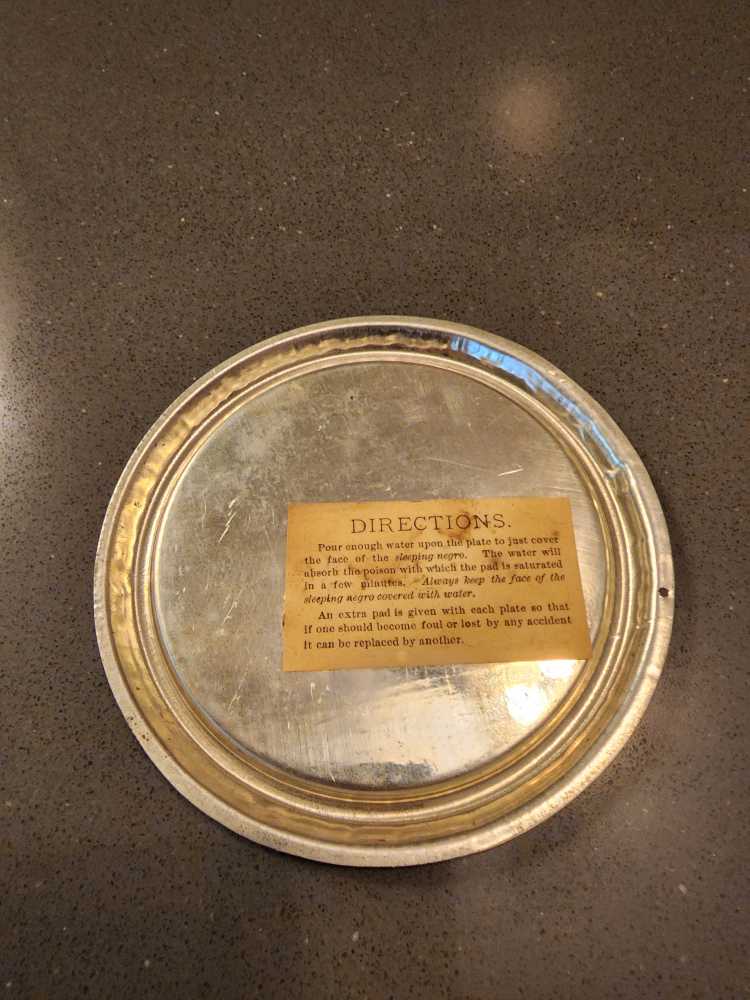 DIRECTIONS.
Pour enough water upon the plate to just cover
the face of the sleeping negro. The water will
absorb the poison with which the pad is saturated
in a few minutes. Always keep the face of the
sleeping negro covered with water.
An extra pad is given with each plate so that
if one should become foul or lost by any accident
it can be replaced by another.